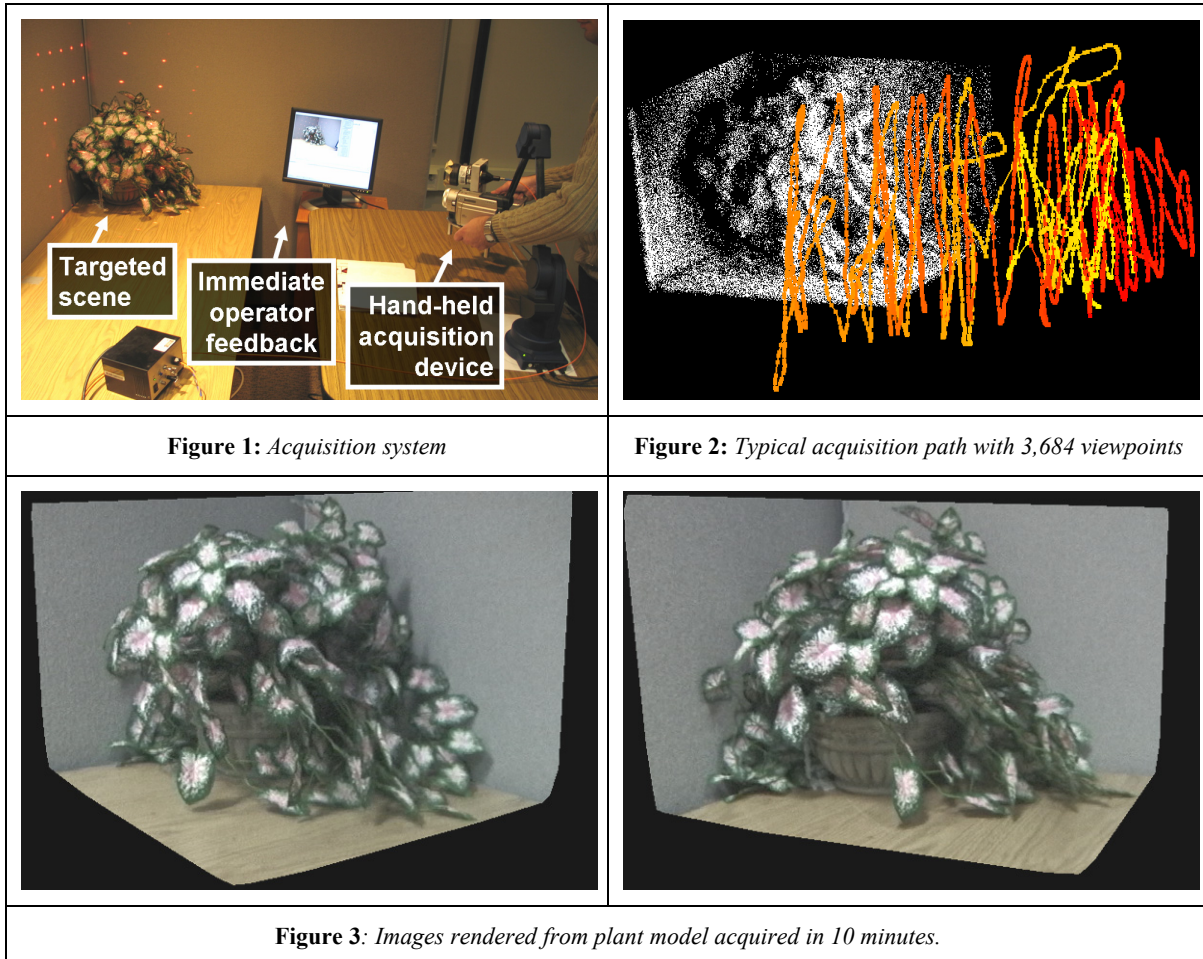 Targeted
scene
Immediate
operator
feedback
Hand-held
acquisition
device
Figure 1: Acquisition system
Figure 2: Typical acquisition path with 3,684 viewpoints
Figure 3: Images rendered from plant model acquired in 10 minutes.